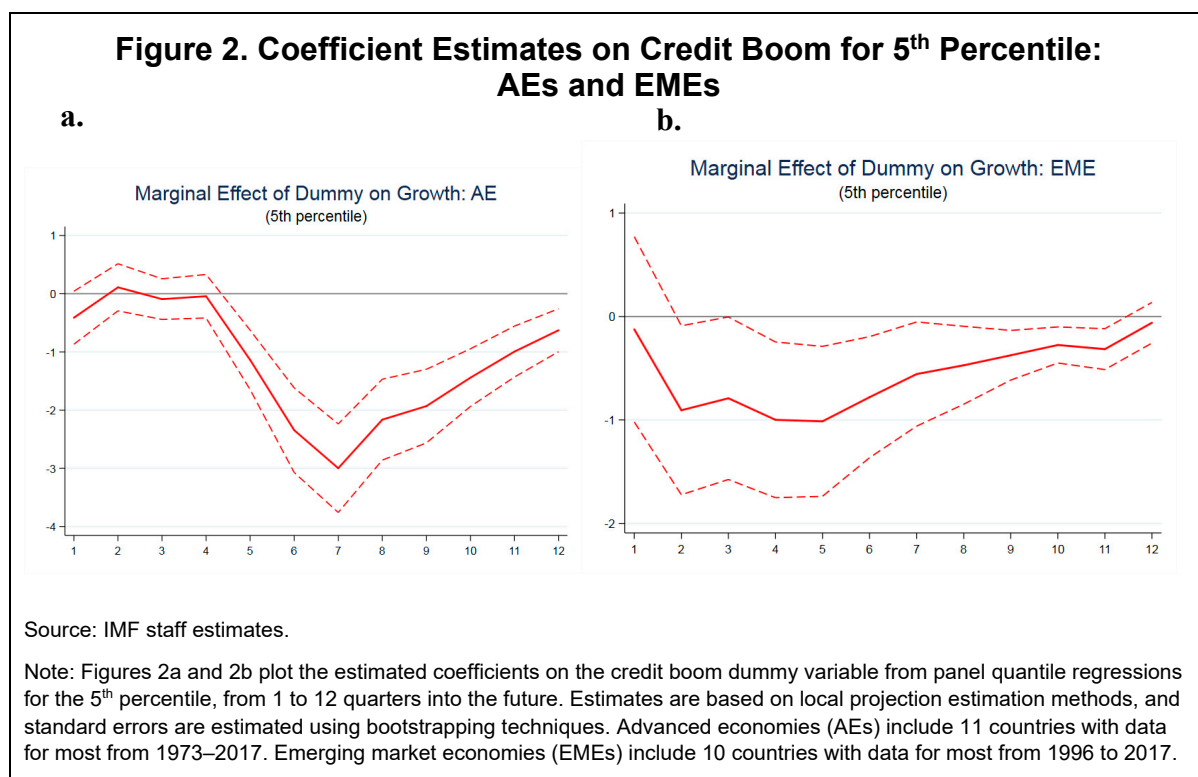 Figure 2. Coefficient Estimates on Credit Boom for 5th Percentile:
AEs and EMEs
a.
b.
Marginal Effect of Dummy on Growth: AE
(5th percentile)
1
0
-1
-2
-3
-4
1 2 3 4 5 6 7 8 9 10 11 12
Marginal Effect of Dummy on Growth: EME
(5th percentile)
1
0
-1
-2
1 2 3 4 5 6 7 8 9 10 11 12
Source: IMF staff estimates.
Note: Figures 2a and 2b plot the estimated coefficients on the credit boom dummy variable from panel quantile regressions
for the 5th percentile, from 1 to 12 quarters into the future. Estimates are based on local projection estimation methods, and
standard errors are estimated using bootstrapping techniques. Advanced economies (AEs) include 11 countries with data
for most from 1973–2017. Emerging market economies (EMEs) include 10 countries with data for most from 1996 to 2017.